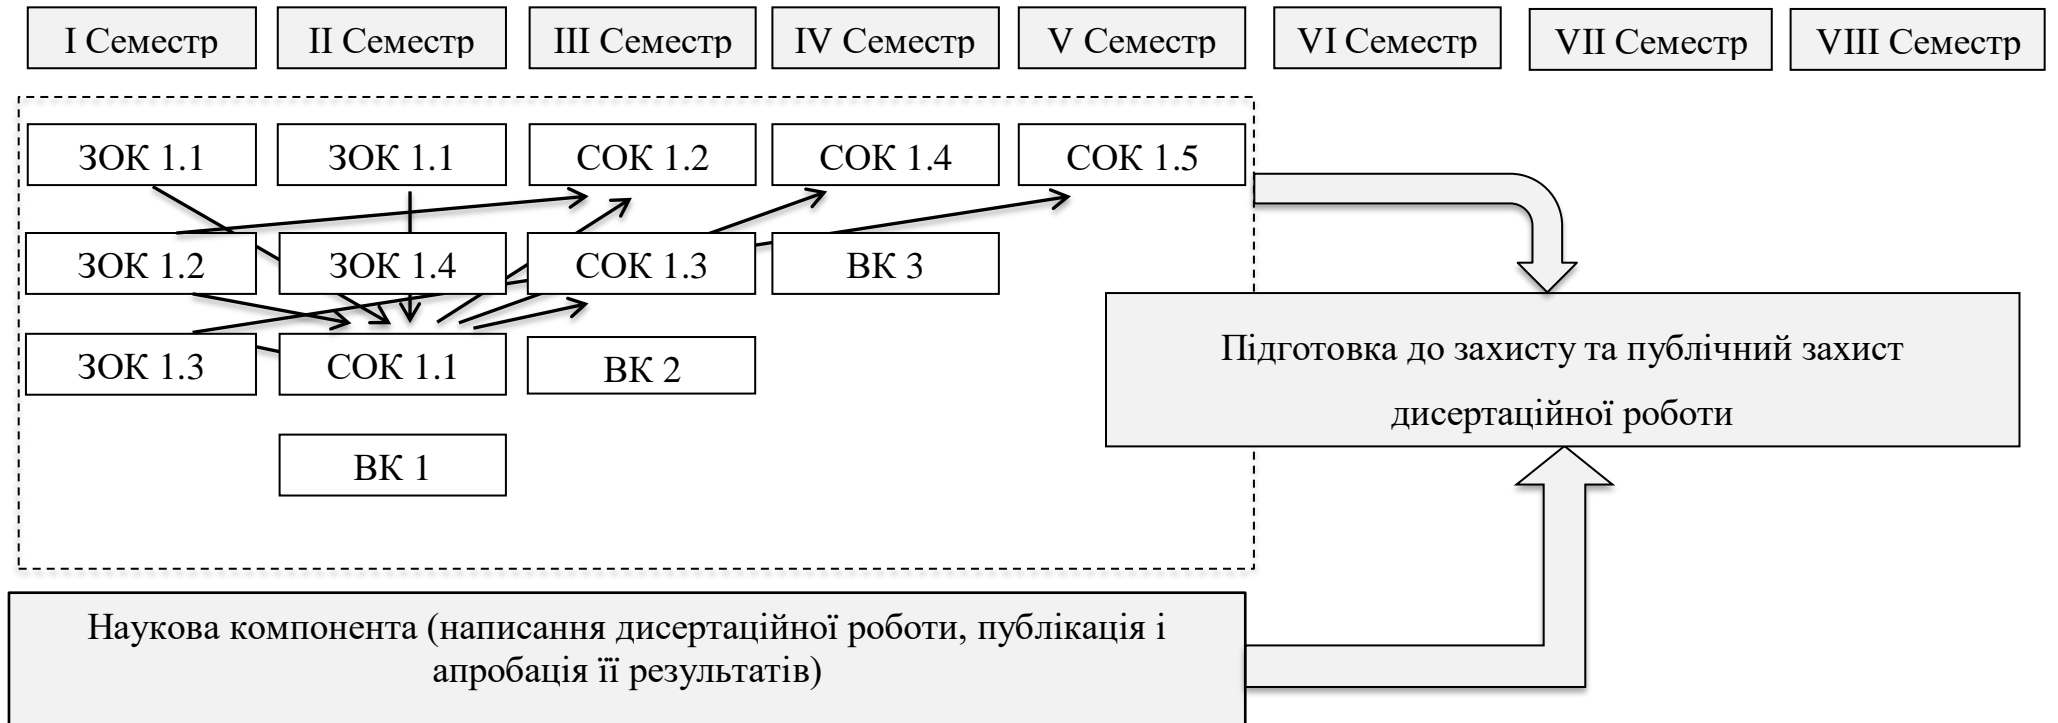 І Семестр
ІІ Семестр
ІІІ Семестр
IV Семестр
V Семестр
VI Семестр
VII Семестр
VIII Семестр
ЗОК 1.1
ЗОК 1.1
СОК 1.2
СОК 1.4
СОК 1.5
ЗОК 1.2
ЗОК 1.4
СОК 1.3
ВК 3
ЗОК 1.3
СОК 1.1
ВК 2
ВК 1
Підготовка до захисту та публічний захист
дисертаційної роботи
Наукова компонента (написання дисертаційної роботи, публікація і
апробація її результатів)